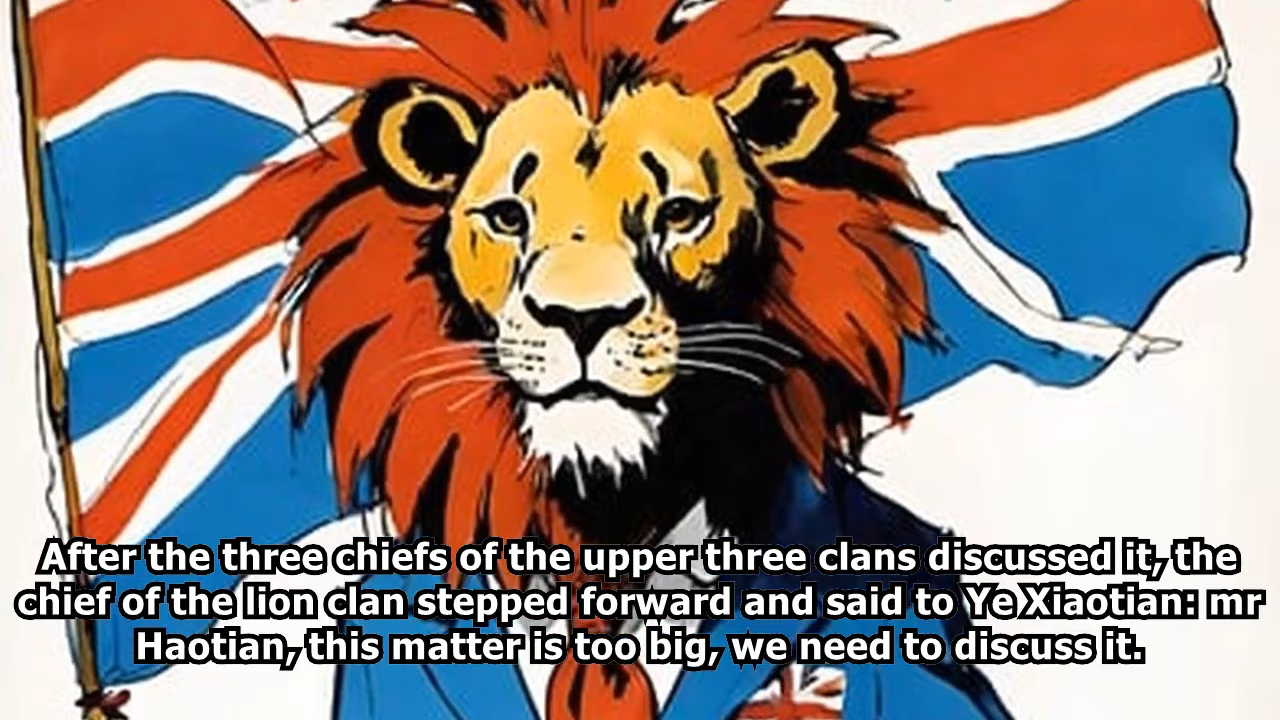 After the three chiefs of the upper three clans discussed it, the
chief of the lion clan stepped forward and said to Ye Xiaotian: mr
Haotian, this matter is too big, we need to discuss it.